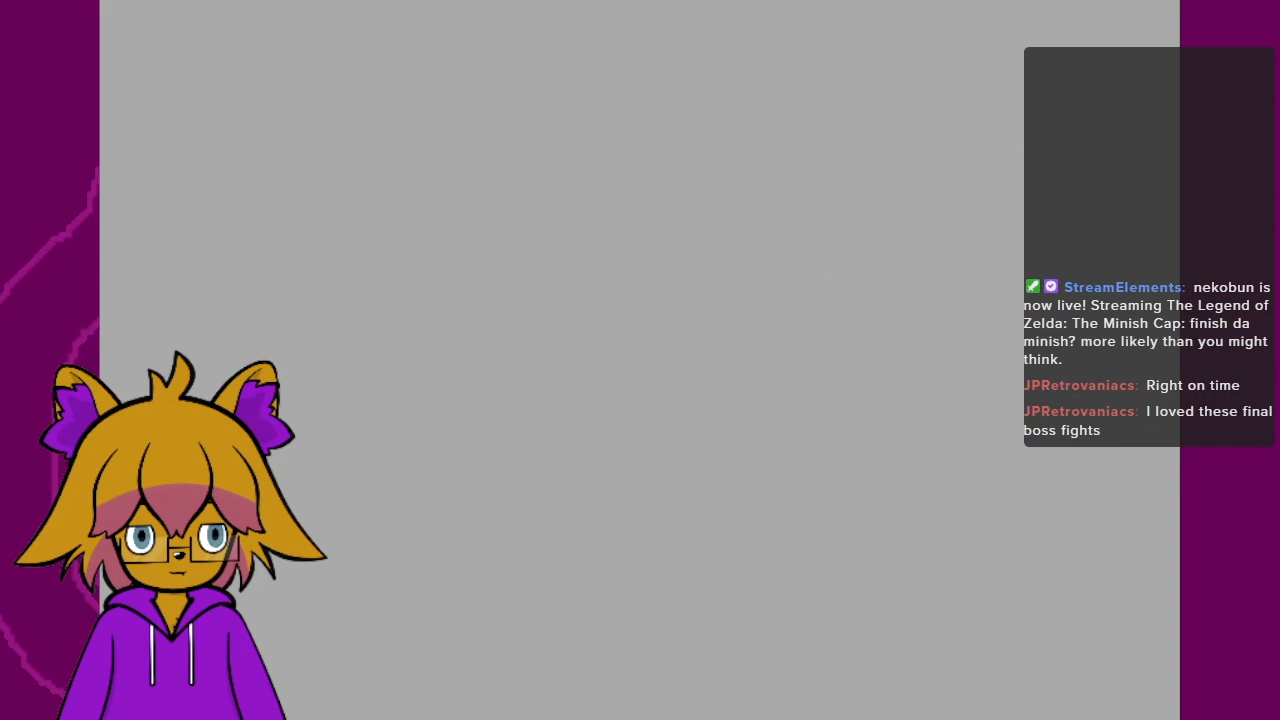 StreamElements: nekobun is
now live! Streaming The Legend of
Zelda: The Minish Cap: finish da
minish? more likely than you might
think.
JPRetrovaniacs: Right on time
JPRetrovaniacs: I loved these final
boss fights